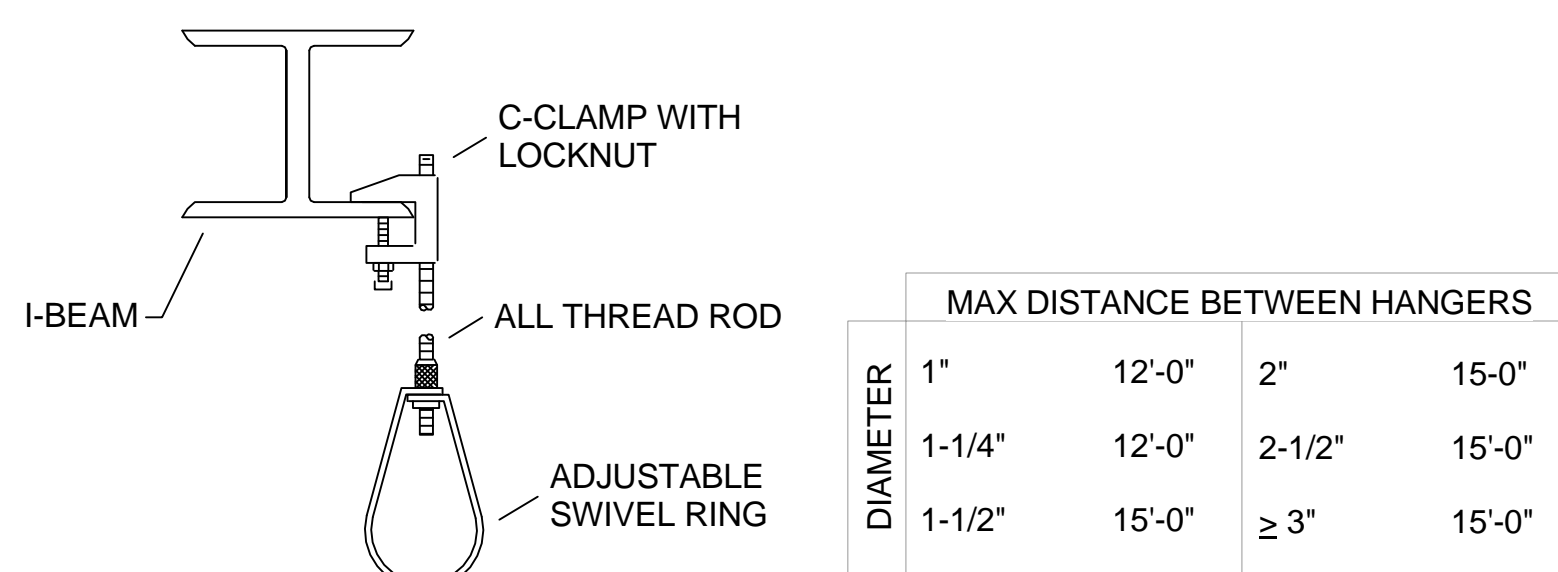 C-CLAMP WITH
LOCKNUT
I-BEAM
ALL THREAD ROD
ADJUSTABLE
SWIVEL RING
MAX DISTANCE BETWEEN HANGERS
DIAMETER
1" 12'-0" 2" 15-0"
1-1/4" 12'-0" 2-1/2" 15'-0"
1-1/2" 15'-0" ≥ 3" 15'-0"